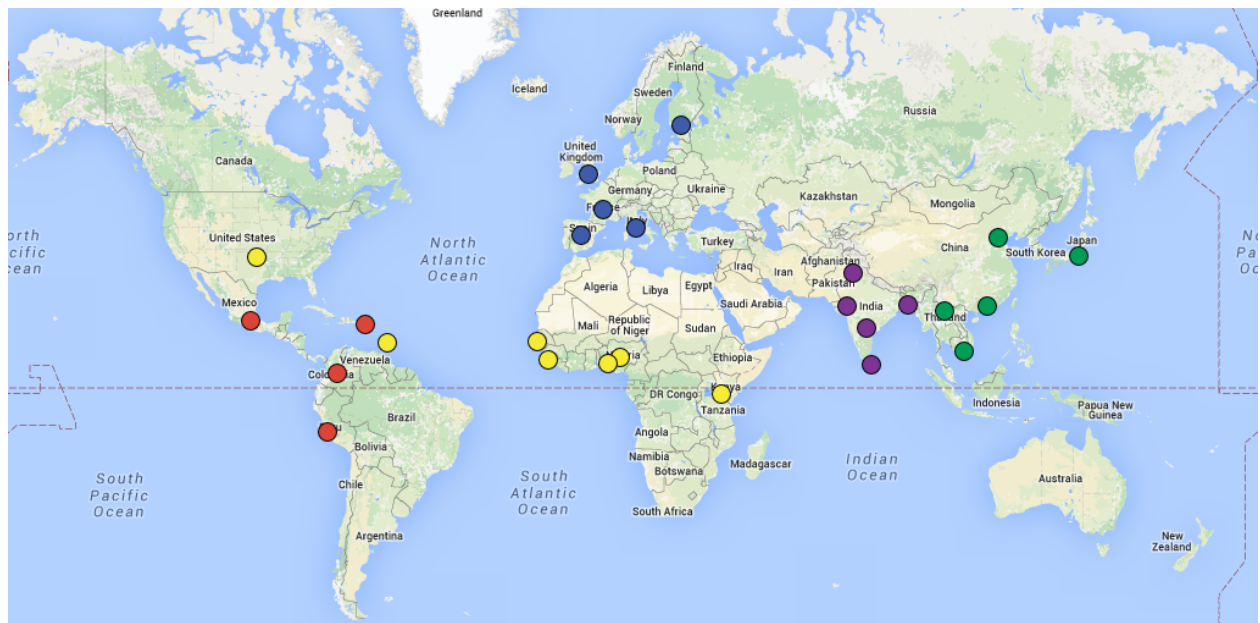 Greenland
Iceland
Finland
Sweden
Norway
Russia
United
Kingdom
Canada
Poland
Germany
Ukraine
Kazakhstan
Mongolia
North
Atlantic
Ocean
United States
Turkey
China
South Korea
Japan
Afghanistan
Iraq
Iran
Pakistan
Algeria
Libya
Egypt
Saudi Arabia
India
Mexico
Mali
Republic
of Niger
Sudan
Thailand
Venezuela
Ethiopia
DR Congo
Kenya
Tanzania
Indonesia
Papua New
Guinea
Brazil
Angola
Bolivia
Namibia
Botswana
Madagascar
Indian
Ocean
South
Pacific
Ocean
South
Atlantic
Ocean
Chile
Australia
South Africa
Argentina
New
Zealand